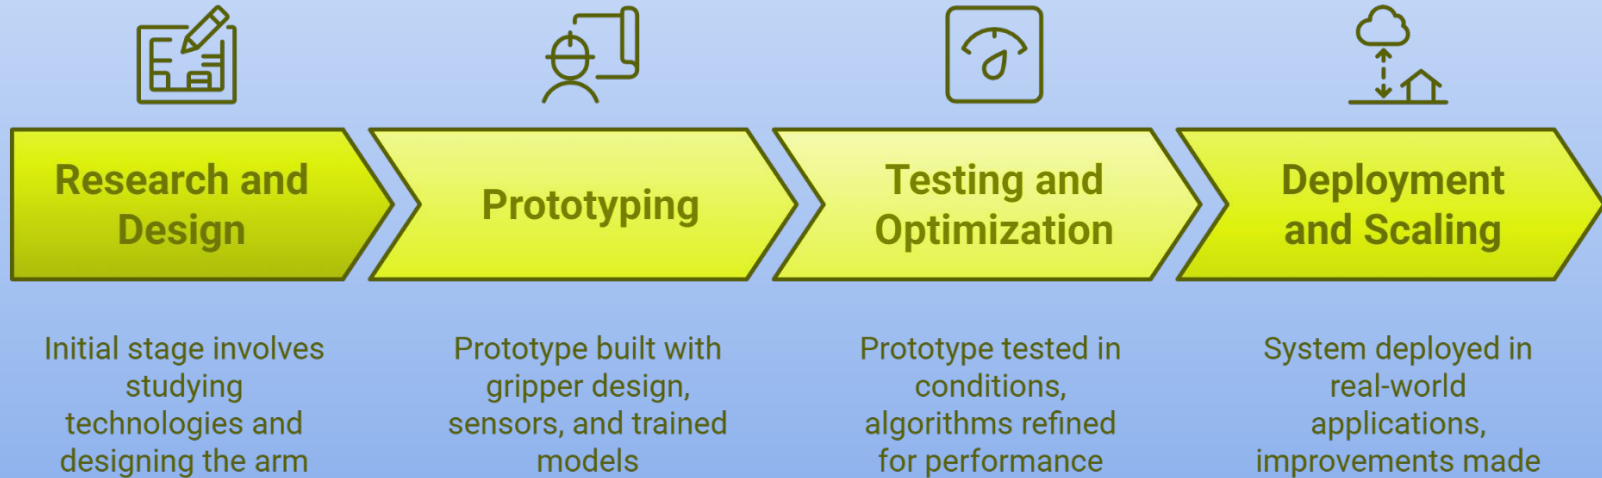 Research and
Design
Prototyping
Testing and
Optimization
Deployment
and Scaling
Initial stage involves
studying
technologies and
designing the arm
Prototype built with
gripper design,
sensors, and trained
models
Prototype tested in
conditions,
algorithms refined
for performance
System deployed in
real-world
applications,
improvements made